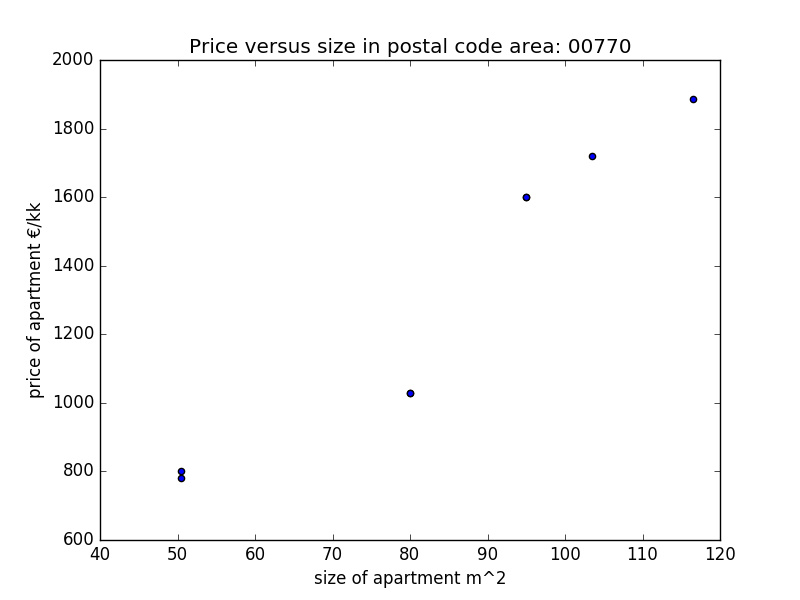 Price versus size in postal code area: 00770
2000
1800
1600
1400
1200
1000
800
600
price of apartment €/kk
40 50 60 70 80 90 100 110 120
size of apartment m^2